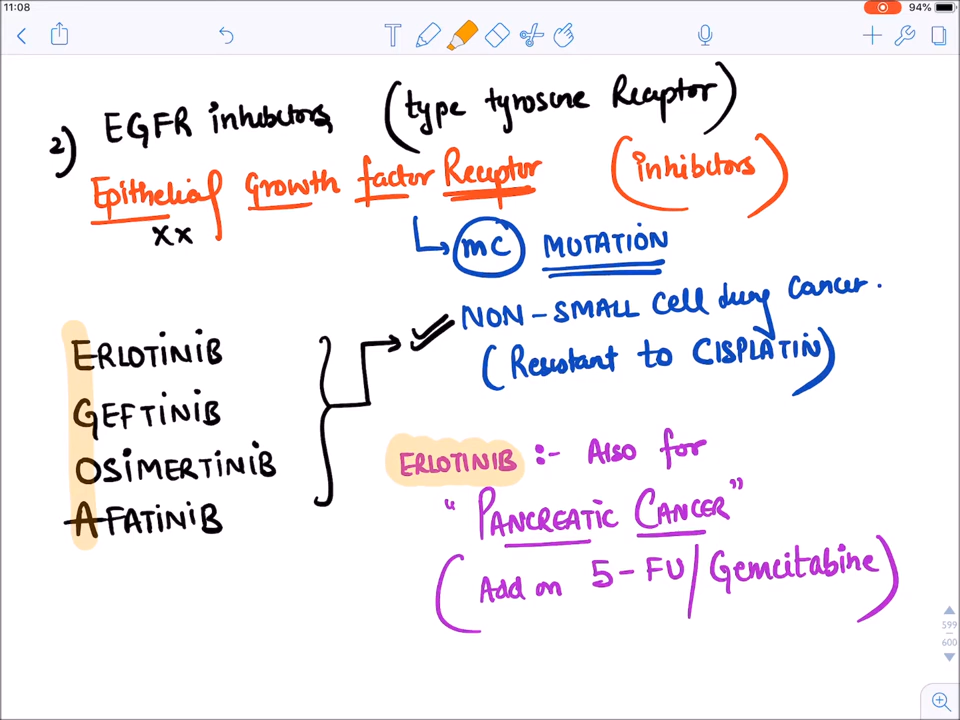 11:08
94%
T
2) EGFR inhibitors (type tyrosine Receptor)
Epithelial Growth factor Receptor (inhibitors)
xx
mc MUTATION
NON-SMALL Cell lung Cancer.
(Resistant to CISPLATIN)
ERLOTINIB
GEFTINIB
OSIMERTINIB
AFATINIB
ERLOTINIB :- Also for
"PANCREATIC CANCER"
(Add on 5-FU/Gemcitabine)
599
600